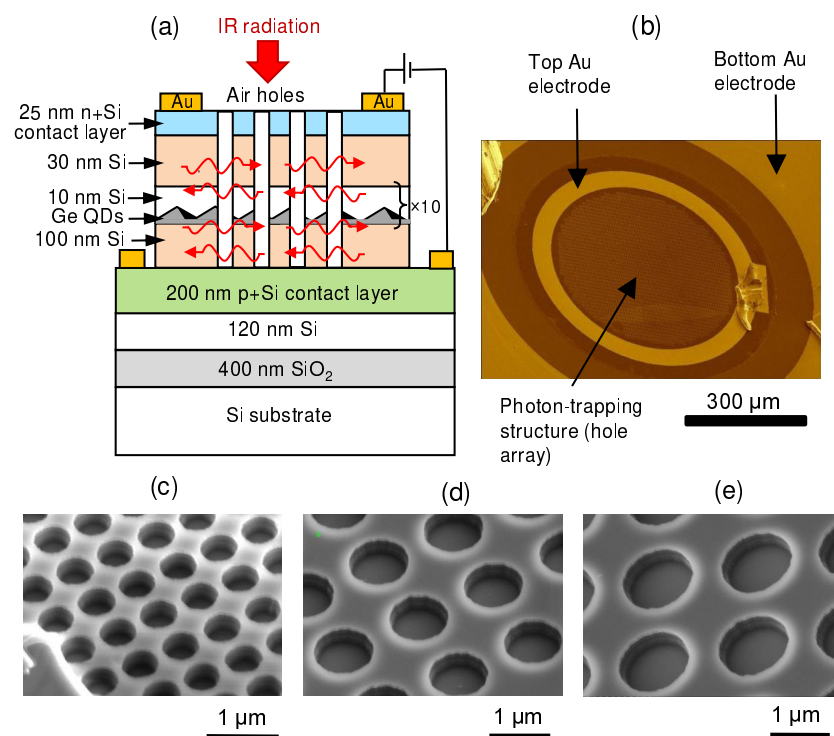 (a)
IR radiation
Au
Air holes
Au
25 nm n+Si
contact layer
30 nm Si
10 nm Si
×10
Ge QDs
100 nm Si
200 nm p+Si contact layer
120 nm Si
400 nm SiO₂
Si substrate
(b)
Top Au
electrode
Bottom Au
electrode
Photon-trapping
structure (hole
array)
300 µm
(c)
1 µm
(d)
1 µm
(e)
1 µm